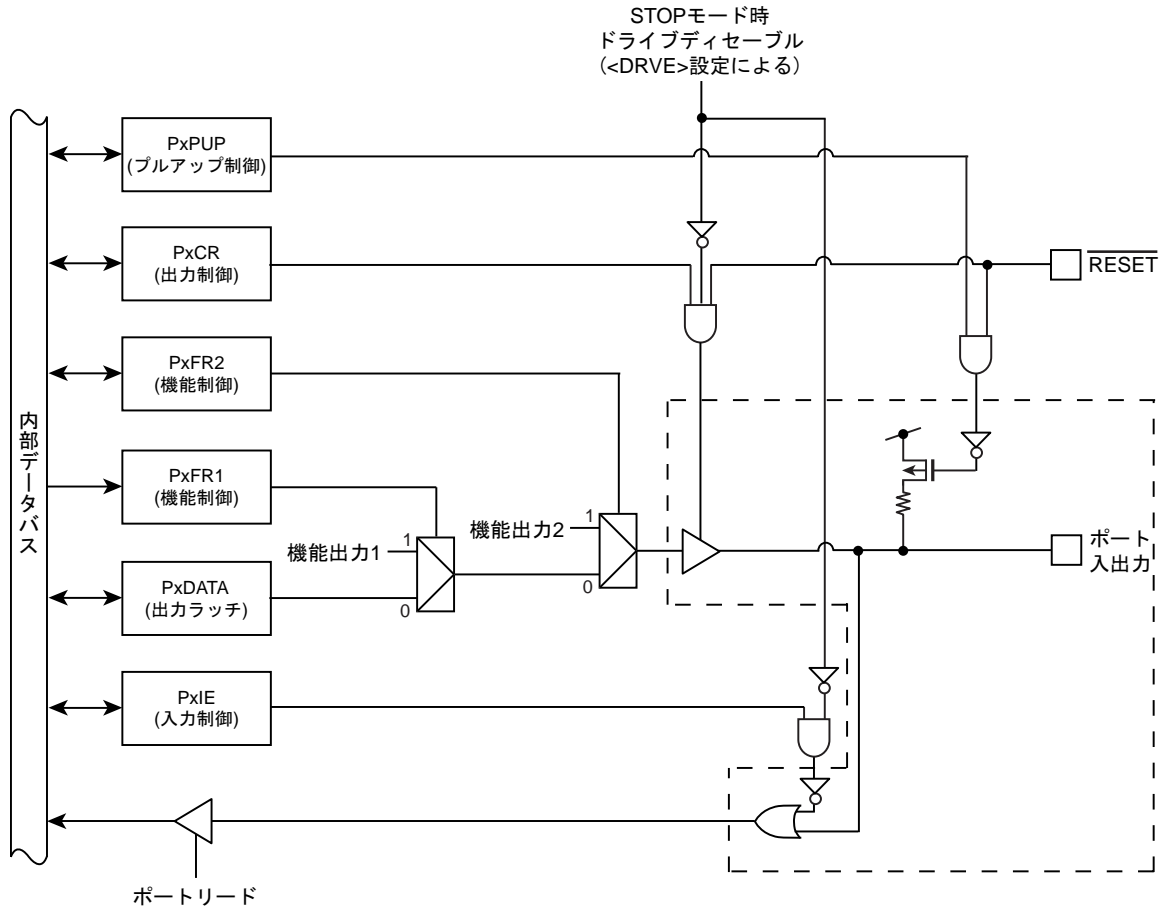 STOPモード時
ドライブディセーブル
(<DRVE>設定による)
PxPUP
(プルアップ制御)
PxCR
(出力制御)
RESET
PxFR2
(機能制御)
内部データバス
PxFR1
(機能制御)
1
機能出力1
0
1
機能出力2
0
ポート
入出力
PxDATA
(出力ラッチ)
PxIE
(入力制御)
ポートリード